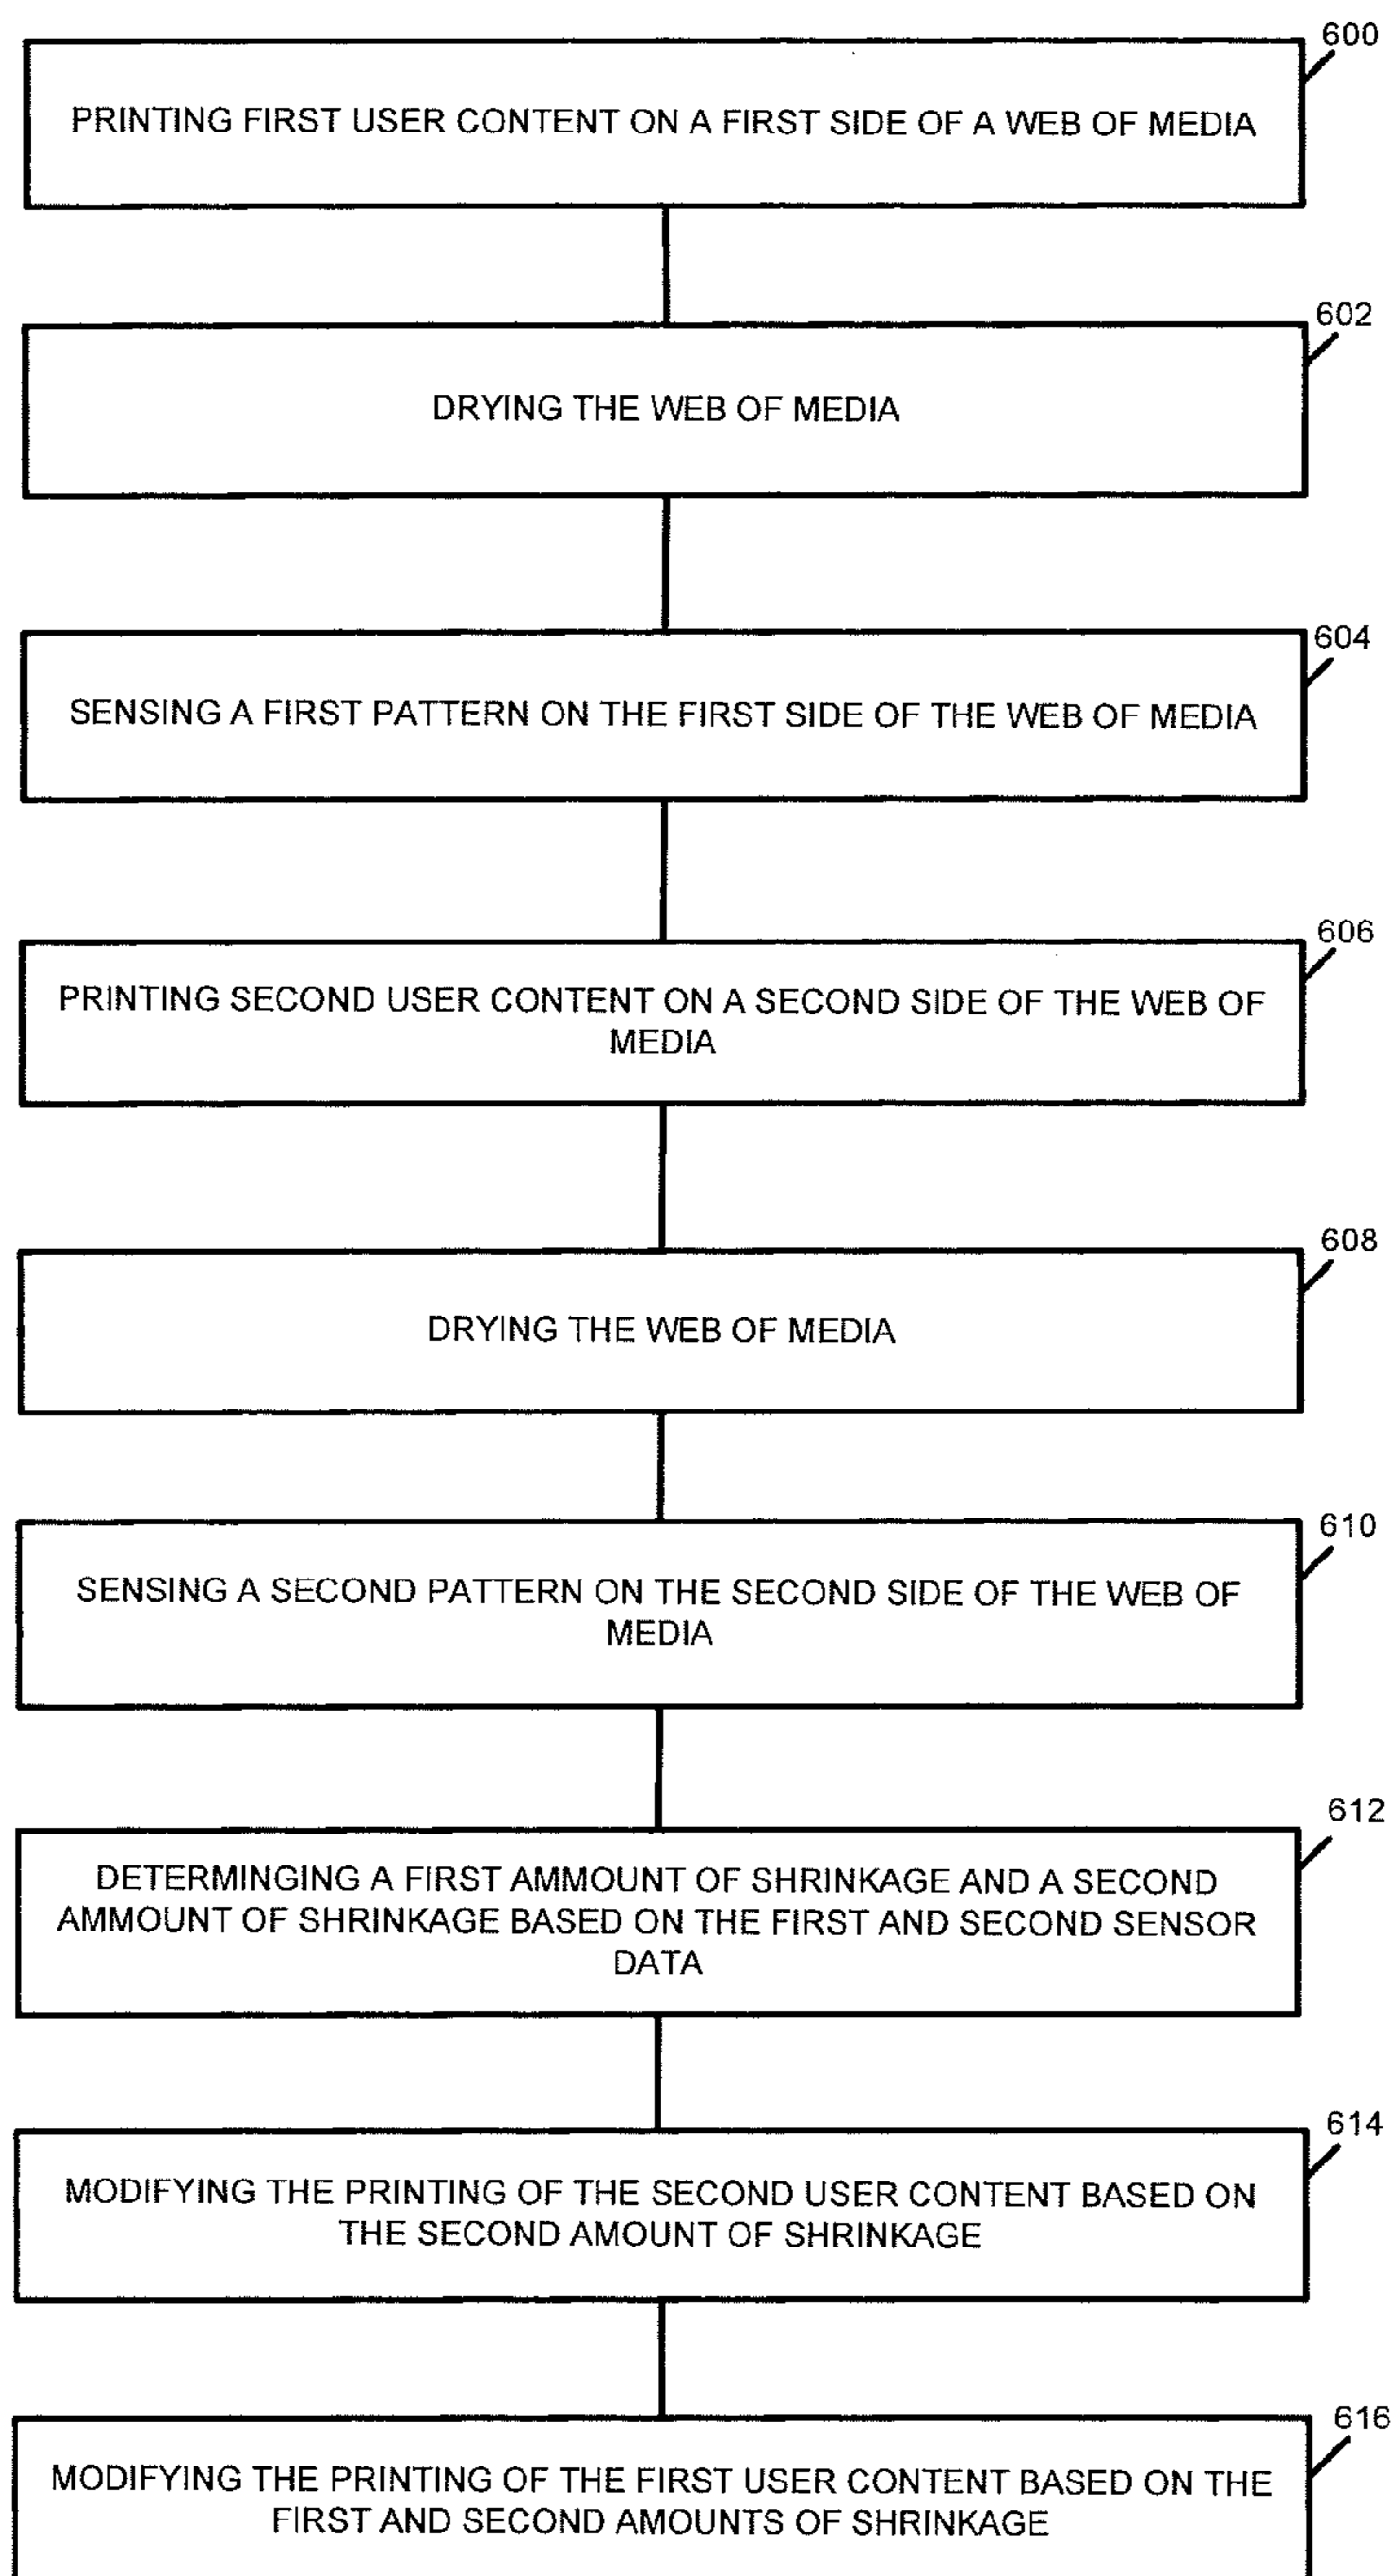 600
PRINTING FIRST USER CONTENT ON A FIRST SIDE OF A WEB OF MEDIA
602
DRYING THE WEB OF MEDIA
604
SENSING A FIRST PATTERN ON THE FIRST SIDE OF THE WEB OF MEDIA
606
PRINTING SECOND USER CONTENT ON A SECOND SIDE OF THE WEB OF
MEDIA
608
DRYING THE WEB OF MEDIA
610
SENSING A SECOND PATTERN ON THE SECOND SIDE OF THE WEB OF
MEDIA
612
DETERMINGING A FIRST AMMOUNT OF SHRINKAGE AND A SECOND
AMMOUNT OF SHRINKAGE BASED ON THE FIRST AND SECOND SENSOR
DATA
614
MODIFYING THE PRINTING OF THE SECOND USER CONTENT BASED ON
THE SECOND AMOUNT OF SHRINKAGE
616
MODIFYING THE PRINTING OF THE FIRST USER CONTENT BASED ON THE
FIRST AND SECOND AMOUNTS OF SHRINKAGE